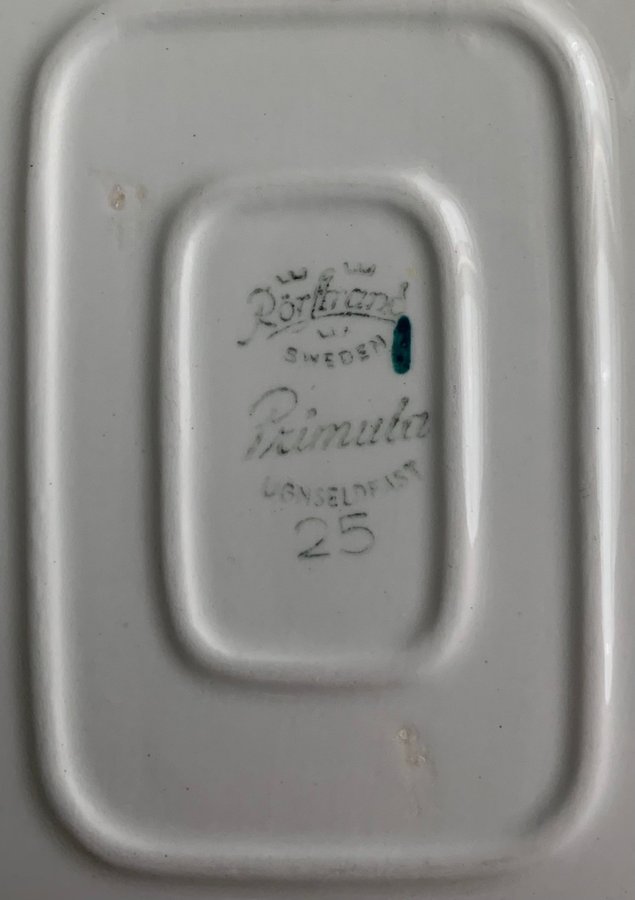 Rörstrand
SWEDEN
Primula
UGNSELDFAST
25